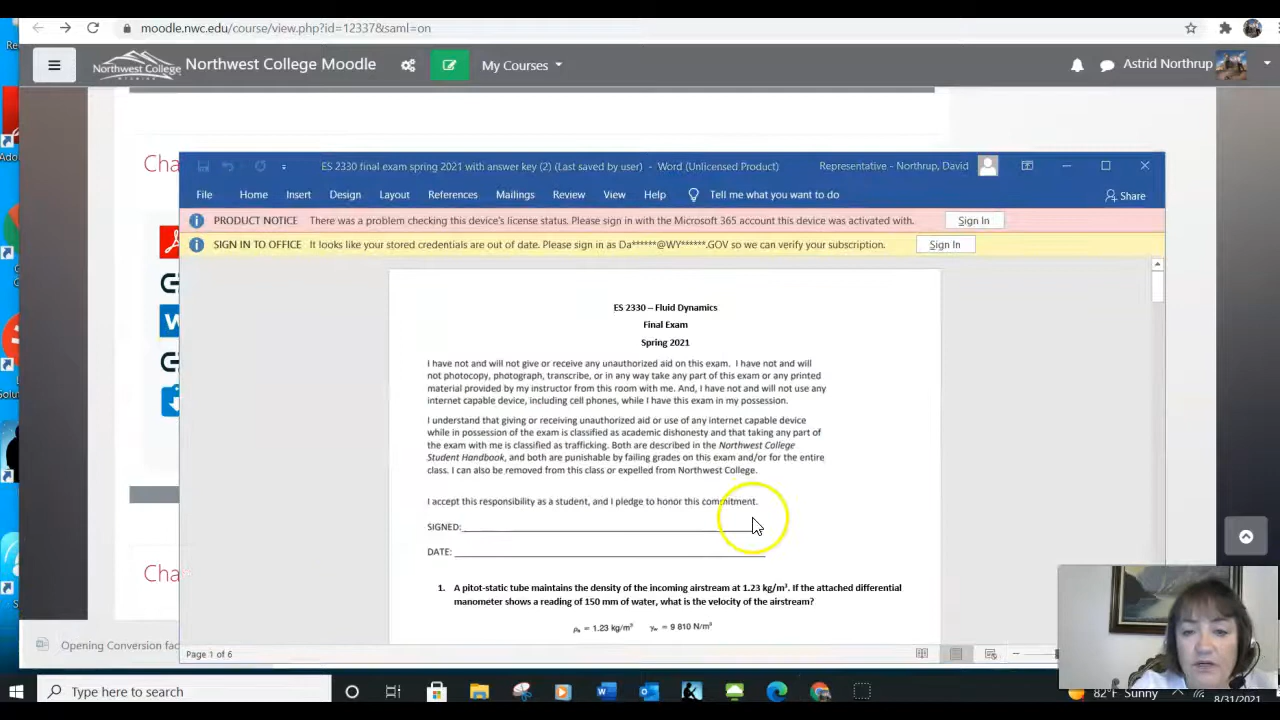 moodle.nwc.edu/course/view.php?id=12337&saml=on
Northwest College Moodle
My Courses
Astrid Northrup
Cha
ES 2330 final exam spring 2021 with answer key (2) (Last saved by user) - Word (Unlicensed Product)
Representative - Northrup, David
File Home Insert Design Layout References Mailings Review View Help Tell me what you want to do
Share
PRODUCT NOTICE There was a problem checking this device's license status. Please sign in with the Microsoft 365 account this device was activated with. Sign In
SIGN IN TO OFFICE It looks like your stored credentials are out of date. Please sign in as Da******@WY******.GOV so we can verify your subscription. Sign In
ES 2330 – Fluid Dynamics
Final Exam
Spring 2021
I have not and will not give or receive any unauthorized aid on this exam. I have not and will
not photocopy, photograph, transcribe, or in any way take any part of this exam or any printed
material provided by my instructor from this room with me. And, I have not and will not use any
internet capable device, including cell phones, while I have this exam in my possession.
I understand that giving or receiving unauthorized aid or use of any internet capable device
while in possession of the exam is classified as academic dishonesty and that taking any part of
the exam with me is classified as trafficking. Both are described in the Northwest College
Student Handbook, and both are punishable by failing grades on this exam and/or for the entire
class. I can also be removed from this class or expelled from Northwest College.
I accept this responsibility as a student, and I pledge to honor this commitment.
SIGNED:
DATE:
1. A pitot-static tube maintains the density of the incoming airstream at 1.23 kg/m³. If the attached differential
manometer shows a reading of 150 mm of water, what is the velocity of the airstream?
= 1.23 kg/m³ = 9 810 N/m³
Cha
Opening Conversion fac
Page 1 of 6
Type here to search
82°F Sunny
8/31/2021